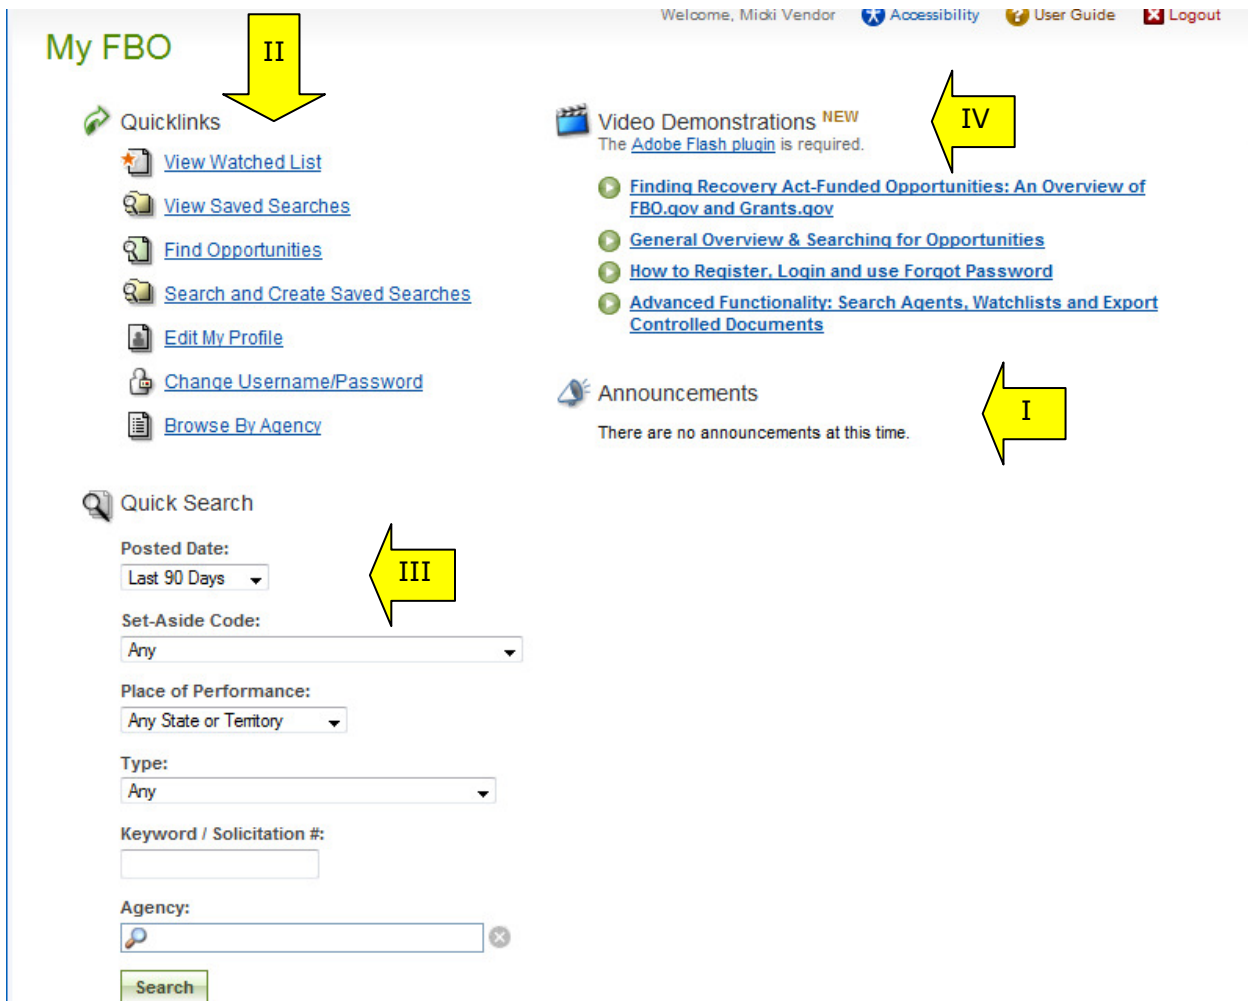 Welcome, Micki Vendor Accessibility User Guide Logout
My FBO
II
Quicklinks
View Watched List
View Saved Searches
Find Opportunities
Search and Create Saved Searches
Edit My Profile
Change Username/Password
Browse By Agency
Video Demonstrations NEW
The Adobe Flash plugin is required.
IV
Finding Recovery Act-Funded Opportunities: An Overview of
FBO.gov and Grants.gov
General Overview & Searching for Opportunities
How to Register, Login and use Forgot Password
Advanced Functionality: Search Agents, Watchlists and Export
Controlled Documents
Announcements
I
There are no announcements at this time.
Quick Search
Posted Date:
Last 90 Days
III
Set-Aside Code:
Any
Place of Performance:
Any State or Territory
Type:
Any
Keyword / Solicitation #:
Agency:
Search